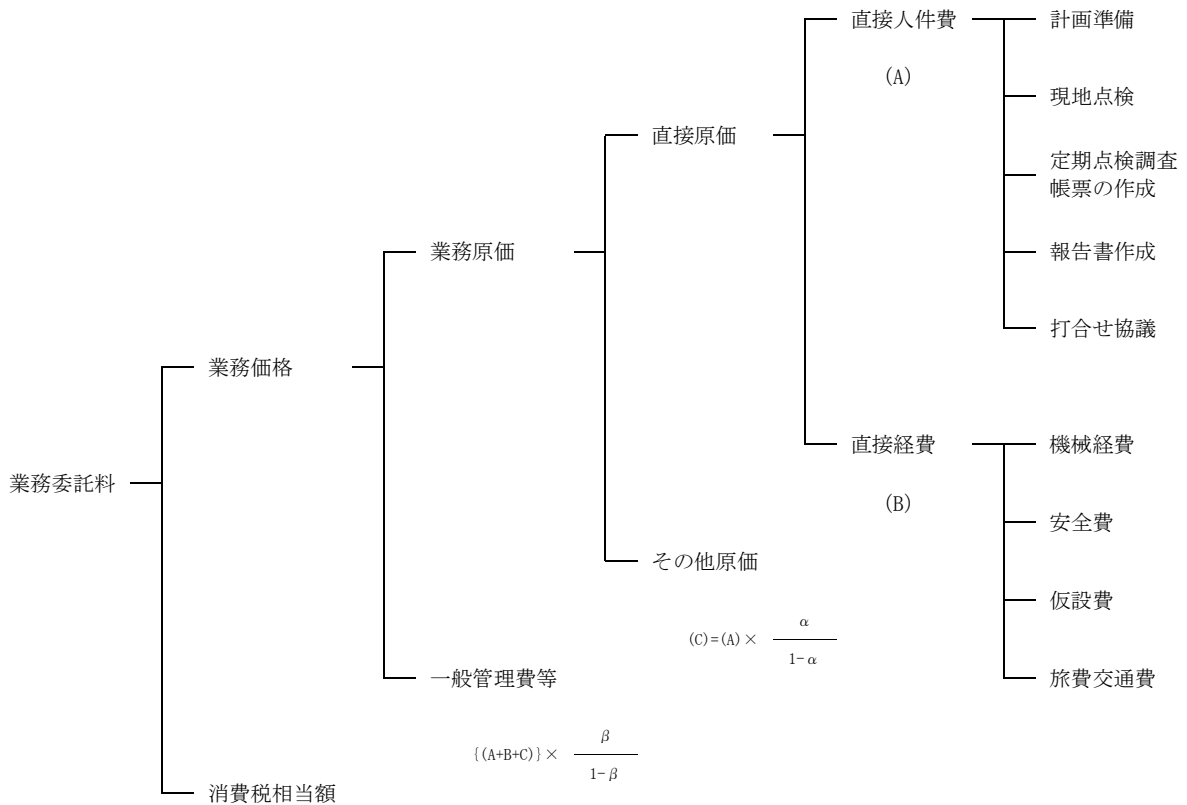 直接人件費
(A)
計画準備
現地点検
定期点検調査
帳票の作成
報告書作成
打合せ協議
直接原価
業務原価
業務価格
業務委託料
直接経費
(B)
機械経費
安全費
仮設費
旅費交通費
その他原価
(C)=(A)× α
1-α
一般管理費等
{(A+B+C)}× β
1-β
消費税相当額